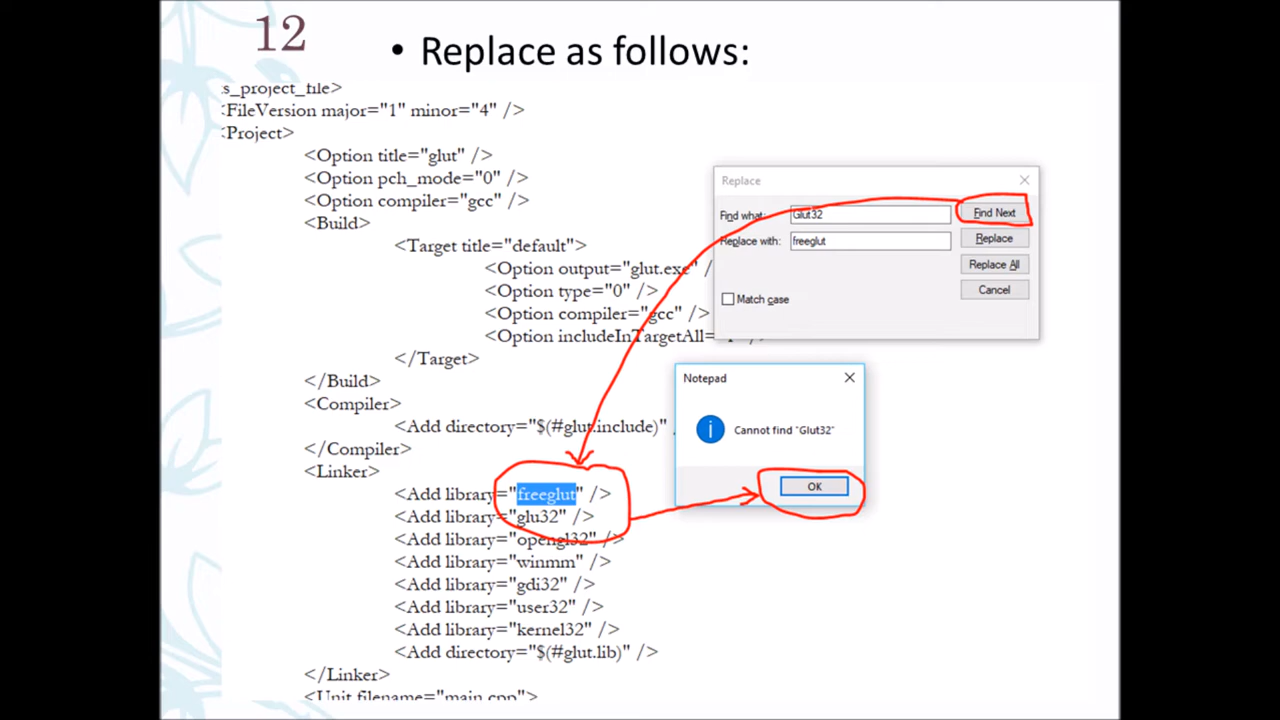 12
• Replace as follows:
s_project_file>
<FileVersion major="1" minor="4" />
<Project>
<Option title="glut" />
<Option pch_mode="0" />
<Option compiler="gcc" />
<Build>
<Target title="default">
<Option output="glut.exe" /
<Option type="0" />
<Option compiler="gcc" />
<Option includeInTargetAll=
</Target>
</Build>
<Compiler>
<Add directory="$(#glut.include)" /
</Compiler>
<Linker>
<Add library="freeglut" />
<Add library="glu32" />
<Add library="opengl32" />
<Add library="winmm" />
<Add library="gdi32" />
<Add library="user32" />
<Add library="kernel32" />
<Add directory="$(#glut.lib)" />
</Linker>
<Unit filename="main.cpp">
Replace
Find what: Glut32 Find Next
Replace with: freeglut Replace
Replace All
Match case Cancel
Notepad
Cannot find "Glut32"
OK